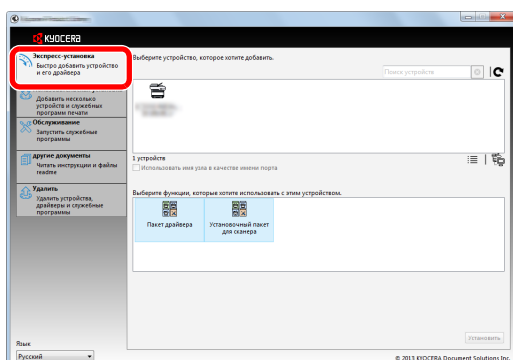 KYOCERA
Экспресс-установка
Быстро добавить устройство
и его драйвера
Добавить несколько
устройств и служебных
программ печати
Обслуживание
Запустить служебные
программы
другие документы
Читать инструкции и файлы
readme
Удалить
Удалить устройства,
драйверы и служебные
программы
Язык
Русский
Выберите устройство, которое хотите добавить.
Поиск устройств
1 устройств
Использовать имя узла в качестве имени порта
Выберите функции, которые хотите использовать с этим устройством.
Пакет драйвера
Установочный пакет
для сканера
Установить
© 2013 KYOCERA Document Solutions Inc.